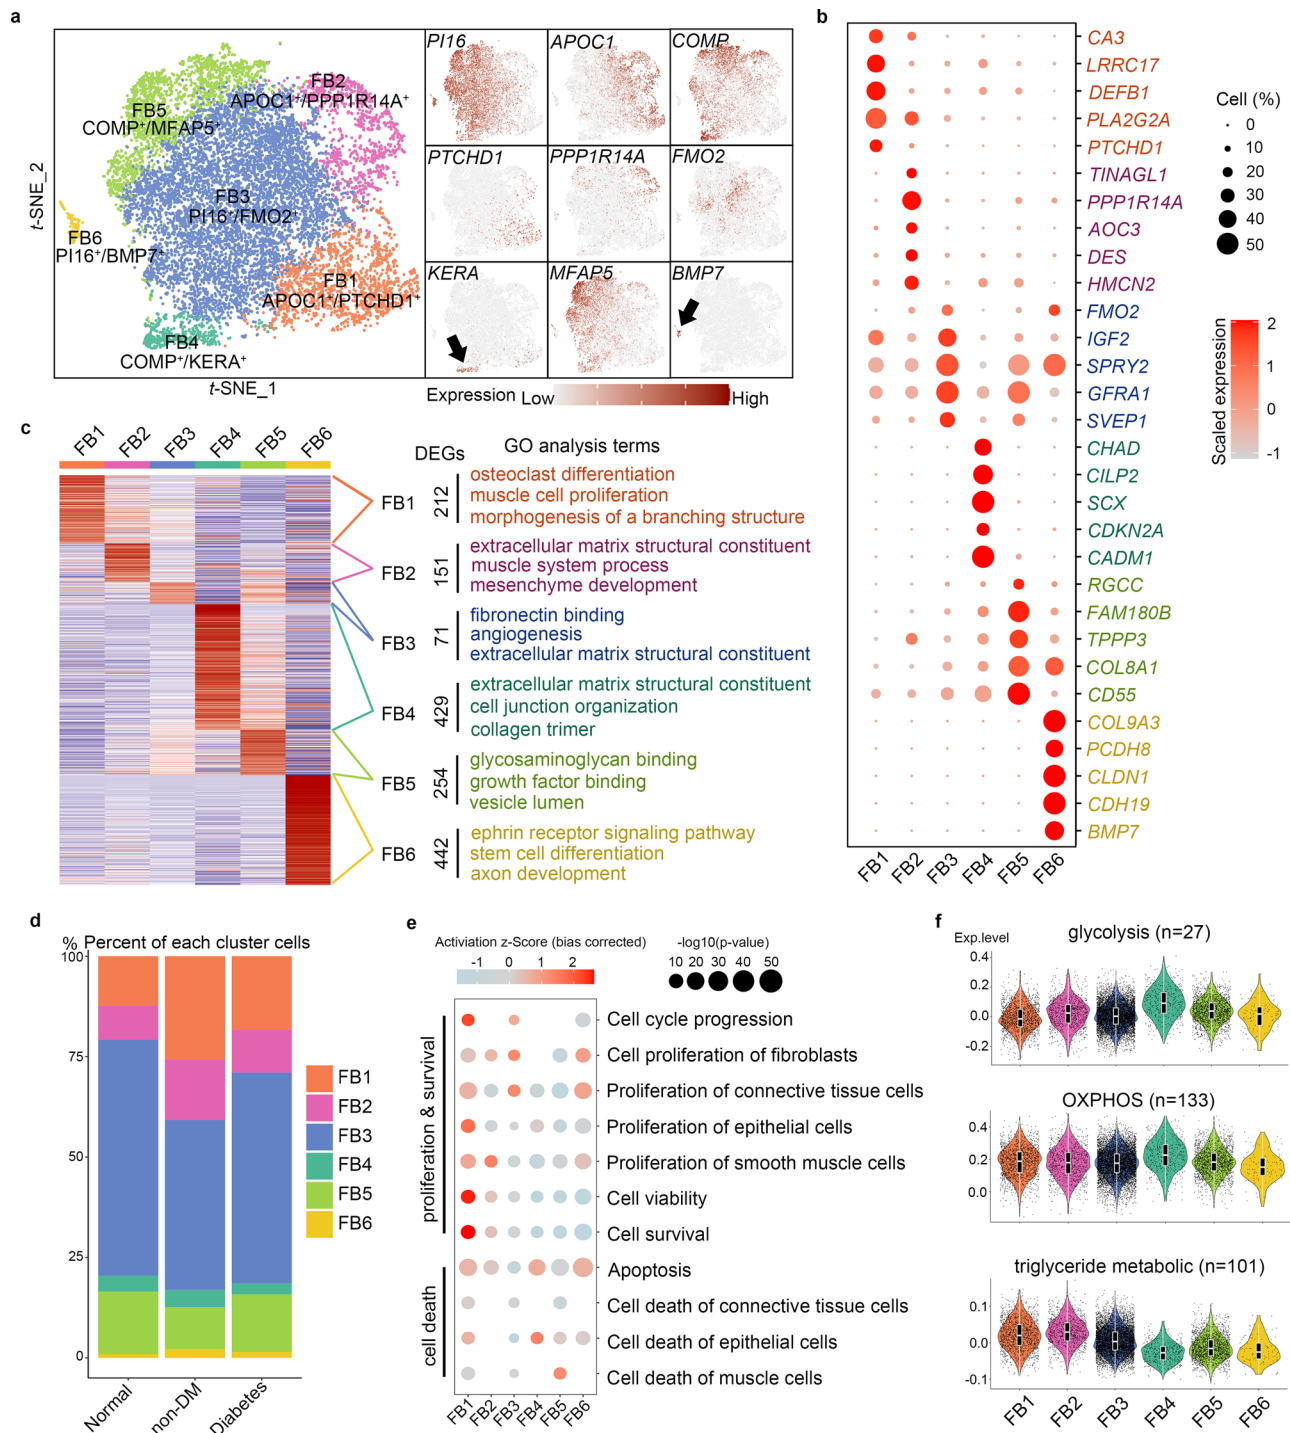 a
FB5
COMP⁺/MFAP5⁺
FB2
APOC1⁺/PPP1R14A⁺
FB3
PI16⁺/FMO2⁺
FB6
PI16⁺/BMP7⁺
FB1
APOC1⁺/PTCHD1⁺
FB4
COMP⁺/KERA⁺
t-SNE_2
t-SNE_1
PI16
APOC1
COMP
PTCHD1
PPP1R14A
FMO2
KERA
MFAP5
BMP7
Expression Low High
b
CA3
LRRC17
DEFB1
PLA2G2A
PTCHD1
TINAGL1
PPP1R14A
AOC3
DES
HMCN2
FMO2
IGF2
SPRY2
GFRA1
SVEP1
CHAD
CILP2
SCX
CDKN2A
CADM1
RGCC
FAM180B
TPPP3
COL8A1
CD55
COL9A3
PCDH8
CLDN1
CDH19
BMP7
FB1 FB2 FB3 FB4 FB5 FB6
Cell (%)
0
10
20
30
40
50
Scaled expression
2
1
0
-1
c
FB1 FB2 FB3 FB4 FB5 FB6
DEGs
GO analysis terms
FB1
212
osteoclast differentiation
muscle cell proliferation
morphogenesis of a branching structure
FB2
151
extracellular matrix structural constituent
muscle system process
mesenchyme development
FB3
71
fibronectin binding
angiogenesis
extracellular matrix structural constituent
FB4
429
extracellular matrix structural constituent
cell junction organization
collagen trimer
FB5
254
glycosaminoglycan binding
growth factor binding
vesicle lumen
FB6
442
ephrin receptor signaling pathway
stem cell differentiation
axon development
d
% Percent of each cluster cells
100
75
50
25
0
Normal
non-DM
Diabetes
FB1
FB2
FB3
FB4
FB5
FB6
e
Activation z-Score (bias corrected)
-1 0 1 2
-log10(p-value)
10 20 30 40 50
proliferation & survival
Cell cycle progression
Cell proliferation of fibroblasts
Proliferation of connective tissue cells
Proliferation of epithelial cells
Proliferation of smooth muscle cells
Cell viability
Cell survival
cell death
Apoptosis
Cell death of connective tissue cells
Cell death of epithelial cells
Cell death of muscle cells
FB1 FB2 FB3 FB4 FB5 FB6
f
Exp.level
glycolysis (n=27)
0.4
0.2
0.0
-0.2
OXPHOS (n=133)
0.4
0.2
0.0
triglyceride metabolic (n=101)
0.1
0.0
-0.1
FB1 FB2 FB3 FB4 FB5 FB6